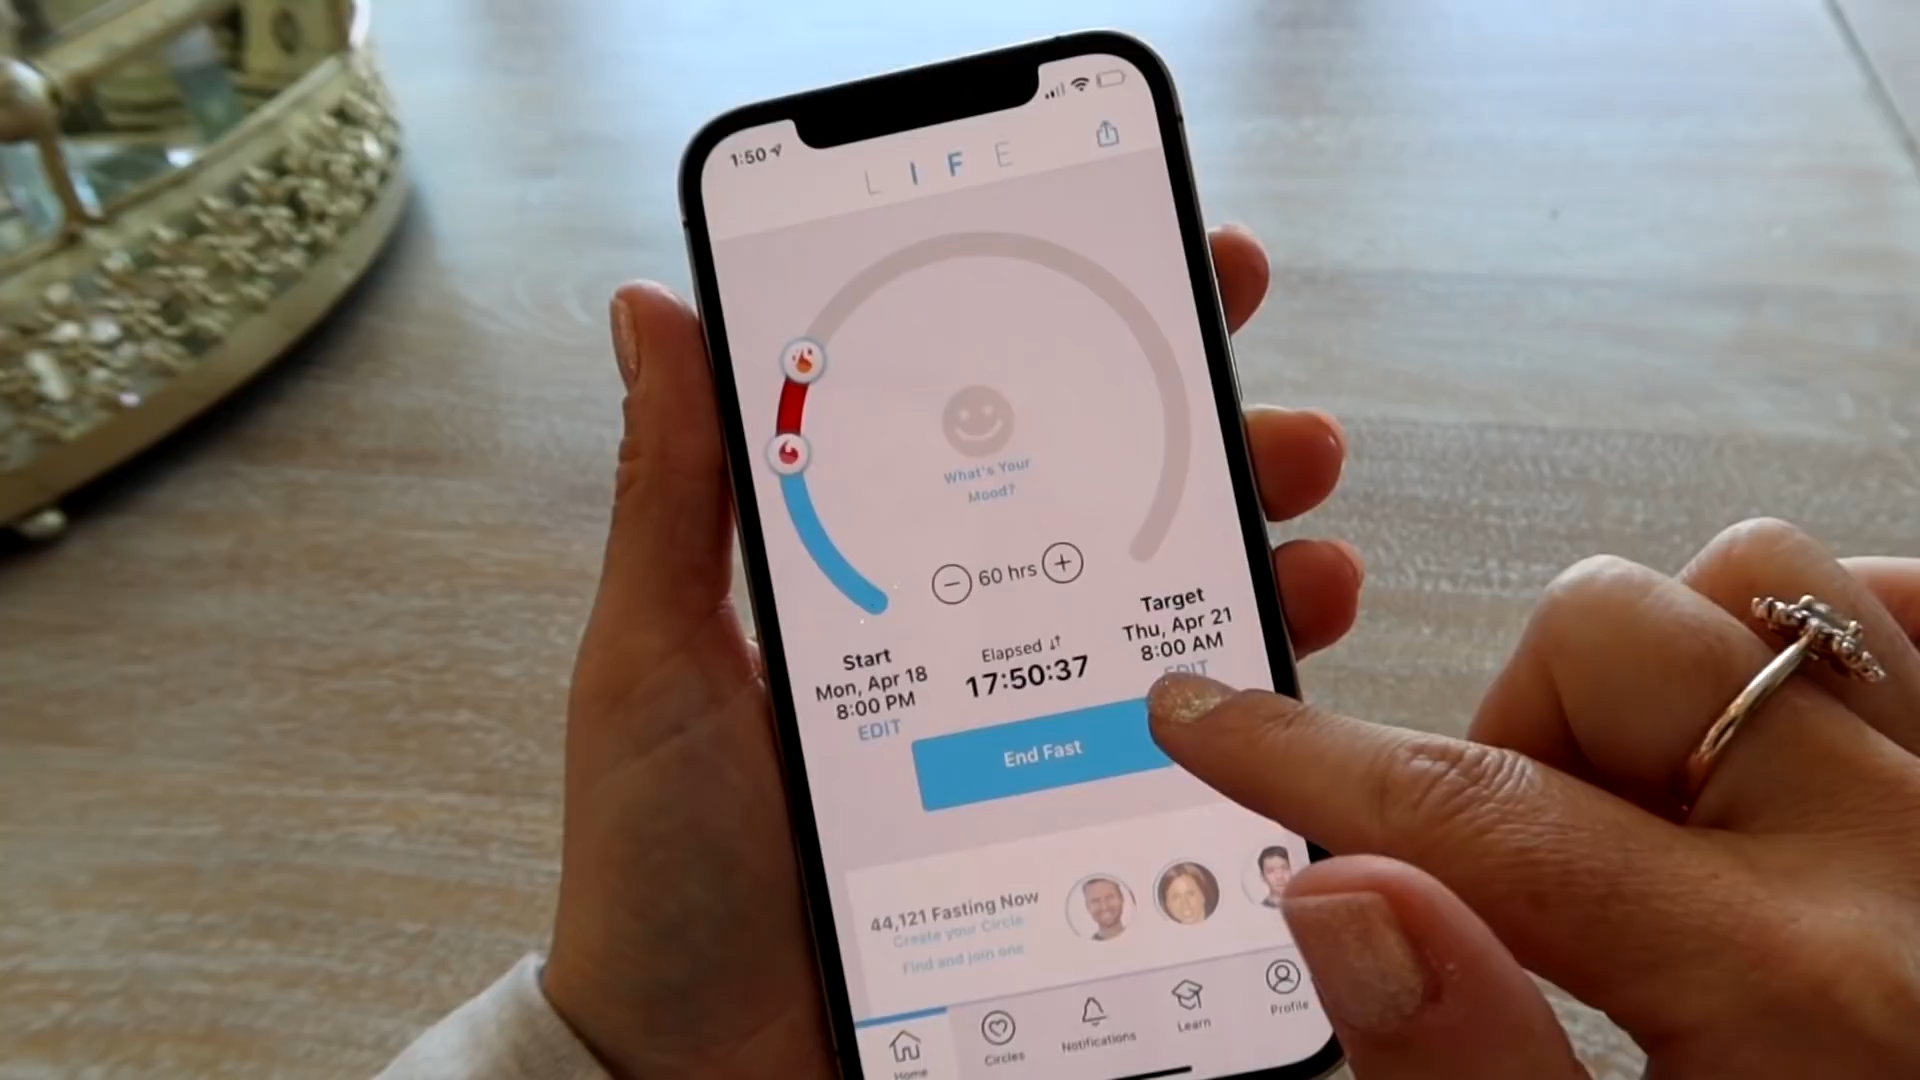 1:50
L I F E
What's Your
Mood?
60 hrs
Start
Mon, Apr 18
8:00 PM
EDIT
Elapsed
17:50:37
Target
Thu, Apr 21
8:00 AM
EDIT
End Fast
44,121 Fasting Now
Create your Circle
Find and join one
Home
Circles
Notifications
Learn
Profile